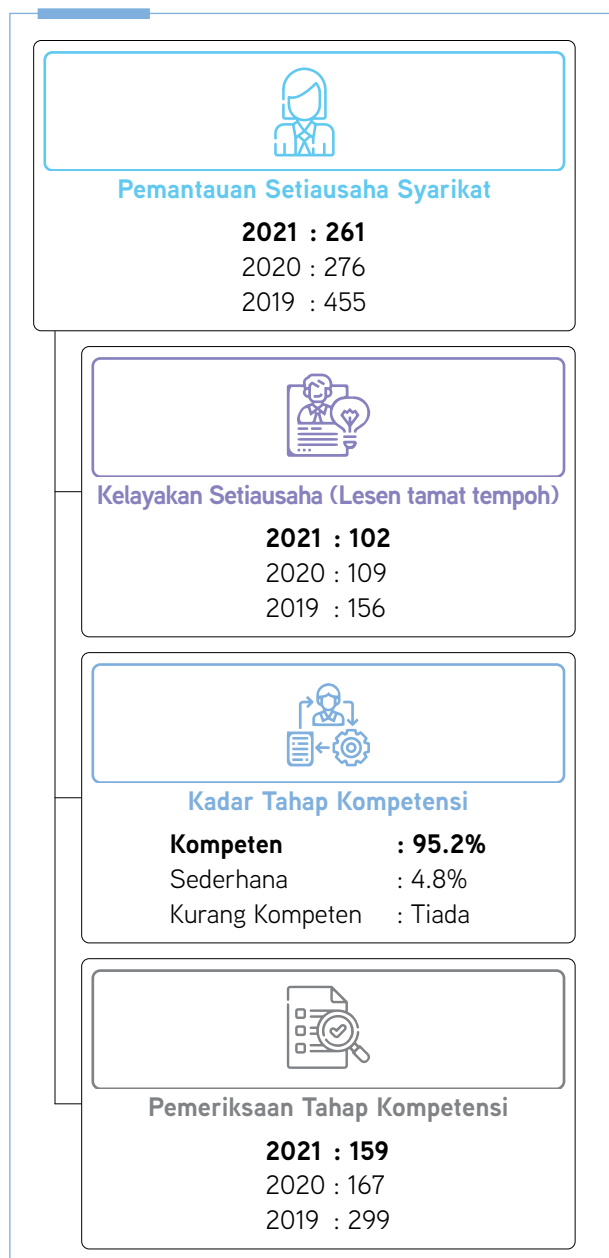 Pemantauan Setiausaha Syarikat
2021 : 261
2020 : 276
2019 : 455
Kelayakan Setiausaha (Lesen tamat tempoh)
2021 : 102
2020 : 109
2019 : 156
Kadar Tahap Kompetensi
Kompeten : 95.2%
Sederhana : 4.8%
Kurang Kompeten : Tiada
Pemeriksaan Tahap Kompetensi
2021 : 159
2020 : 167
2019 : 299